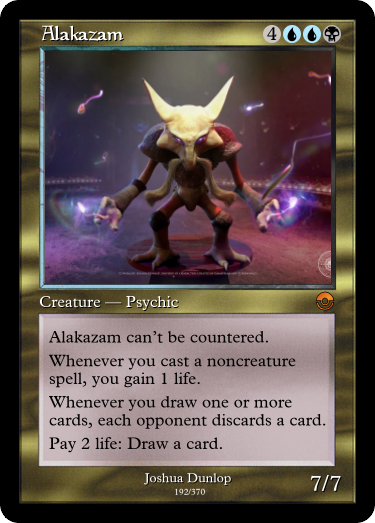 Alakazam 4
Creature — Psychic
Alakazam can't be countered.
Whenever you cast a noncreature
spell, you gain 1 life.
Whenever you draw one or more
cards, each opponent discards a card.
Pay 2 life: Draw a card.
Joshua Dunlop
192/370
7/7